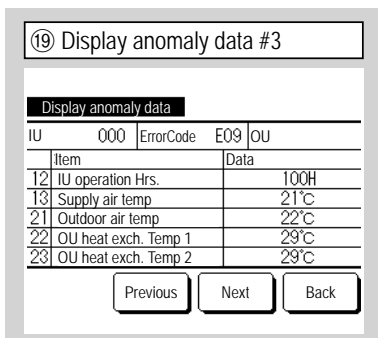 ⑲ Display anomaly data #3
Display anomaly data
IU 000 ErrorCode E09 OU
Item Data
12 IU operation Hrs. 100H
13 Supply air temp 21°C
21 Outdoor air temp 22°C
22 OU heat exch. Temp 1 29°C
23 OU heat exch. Temp 2 29°C
Previous Next Back